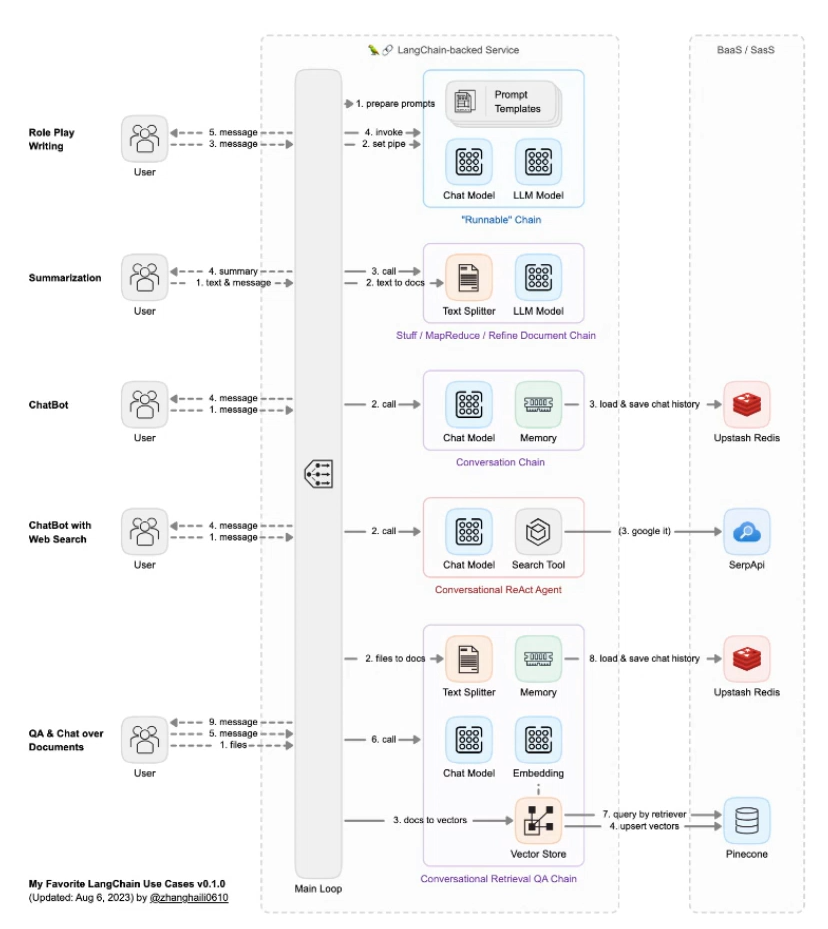 LangChain-backed Service
BaaS / SasS
1. prepare prompts
Prompt
Templates
Role Play
Writing
5. message
3. message
User
4. invoke
2. set pipe
Chat Model
LLM Model
"Runnable" Chain
Summarization
4. summary
1. text & message
User
3. call
2. text to docs
Text Splitter
LLM Model
Stuff / MapReduce / Refine Document Chain
ChatBot
4. message
1. message
User
2. call
Chat Model
Memory
3. load & save chat history
Upstash Redis
Conversation Chain
ChatBot with
Web Search
4. message
1. message
User
2. call
Chat Model
Search Tool
(3. google it)
SerpApi
Conversational ReAct Agent
2. files to docs
Text Splitter
Memory
8. load & save chat history
Upstash Redis
QA & Chat over
Documents
9. message
5. message
1. files
User
6. call
Chat Model
Embedding
3. docs to vectors
Vector Store
7. query by retriever
4. upsert vectors
Pinecone
Conversational Retrieval QA Chain
Main Loop
My Favorite LangChain Use Cases v0.1.0
(Updated: Aug 6, 2023) by @zhanghaili0610